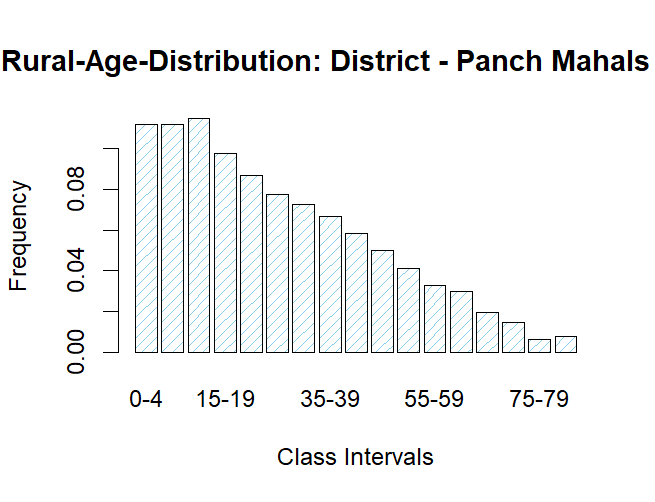 Rural-Age-Distribution: District - Panch Mahals
Frequency
0.08
0.04
0.00
0-4 15-19 35-39 55-59 75-79
Class Intervals